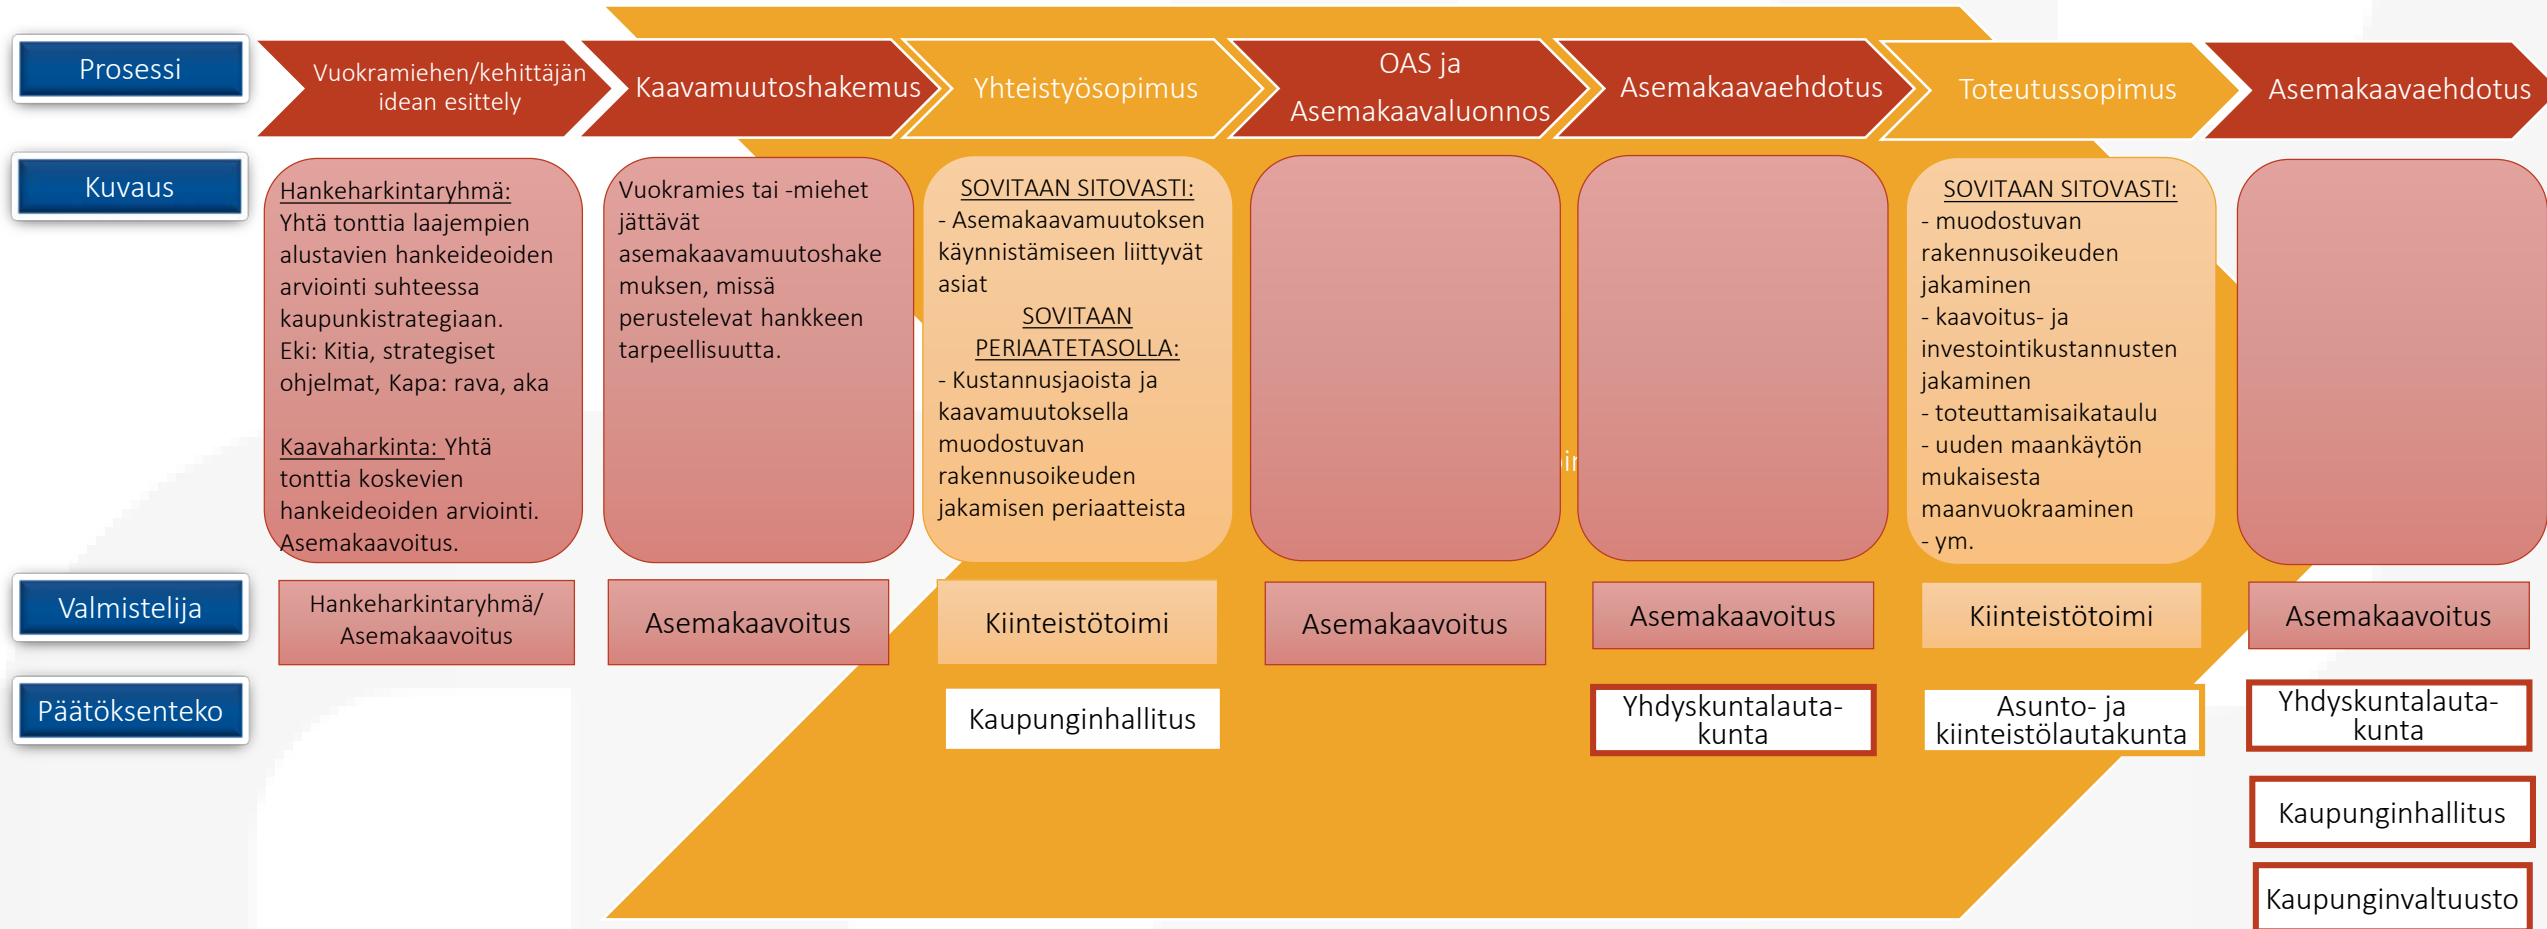 Prosessi
Vuokramiehen/kehittäjän
idean esittely
Kaavamuutoshakemus
Yhteistyösopimus
OAS ja
Asemakaavaluonnos
Asemakaavaehdotus
Toteutussopimus
Asemakaavaehdotus
Kuvaus
Hankeharkintaryhmä:
Yhtä tonttia laajempien
alustavien hankeideoiden
arviointi suhteessa
kaupunkistrategiaan.
Eki: Kitia, strategiset
ohjelmat, Kapa: rava, aka
Kaavaharkinta: Yhtä
tonttia koskevien
hankeideoiden arviointi.
Asemakaavoitus.
Vuokramies tai -miehet
jättävät
asemakaavamuutoshake
muksen, missä
perustelevat hankkeen
tarpeellisuutta.
SOVITAAN SITOVASTI:
- Asemakaavamuutoksen
käynnistämiseen liittyvät
asiat
SOVITAAN
PERIAATETASOLLA:
- Kustannusjaoista ja
kaavamuutoksella
muodostuvan
rakennusoikeuden
jakamisen periaatteista
SOVITAAN SITOVASTI:
- muodostuvan
rakennusoikeuden
jakaminen
- kaavoitus- ja
investointikustannusten
jakaminen
- toteuttamisaikataulu
- uuden maankäytön
mukaisesta
maanvuokraaminen
- ym.
Valmistelija
Hankeharkintaryhmä/
Asemakaavoitus
Asemakaavoitus
Kiinteistötoimi
Asemakaavoitus
Asemakaavoitus
Kiinteistötoimi
Asemakaavoitus
Päätöksenteko
Kaupunginhallitus
Yhdyskuntalauta-
kunta
Asunto- ja
kiinteistölautakunta
Yhdyskuntalauta-
kunta
Kaupunginhallitus
Kaupunginvaltuusto